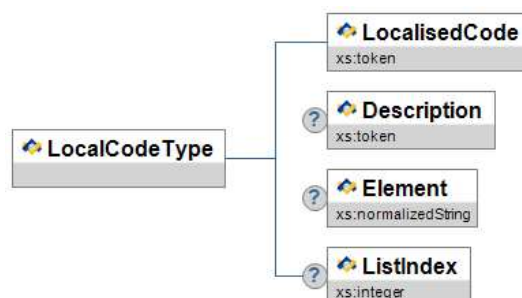 LocalisedCode
xs:token
?
Description
xs:token
LocalCodeType
?
Element
xs:normalizedString
?
ListIndex
xs:integer